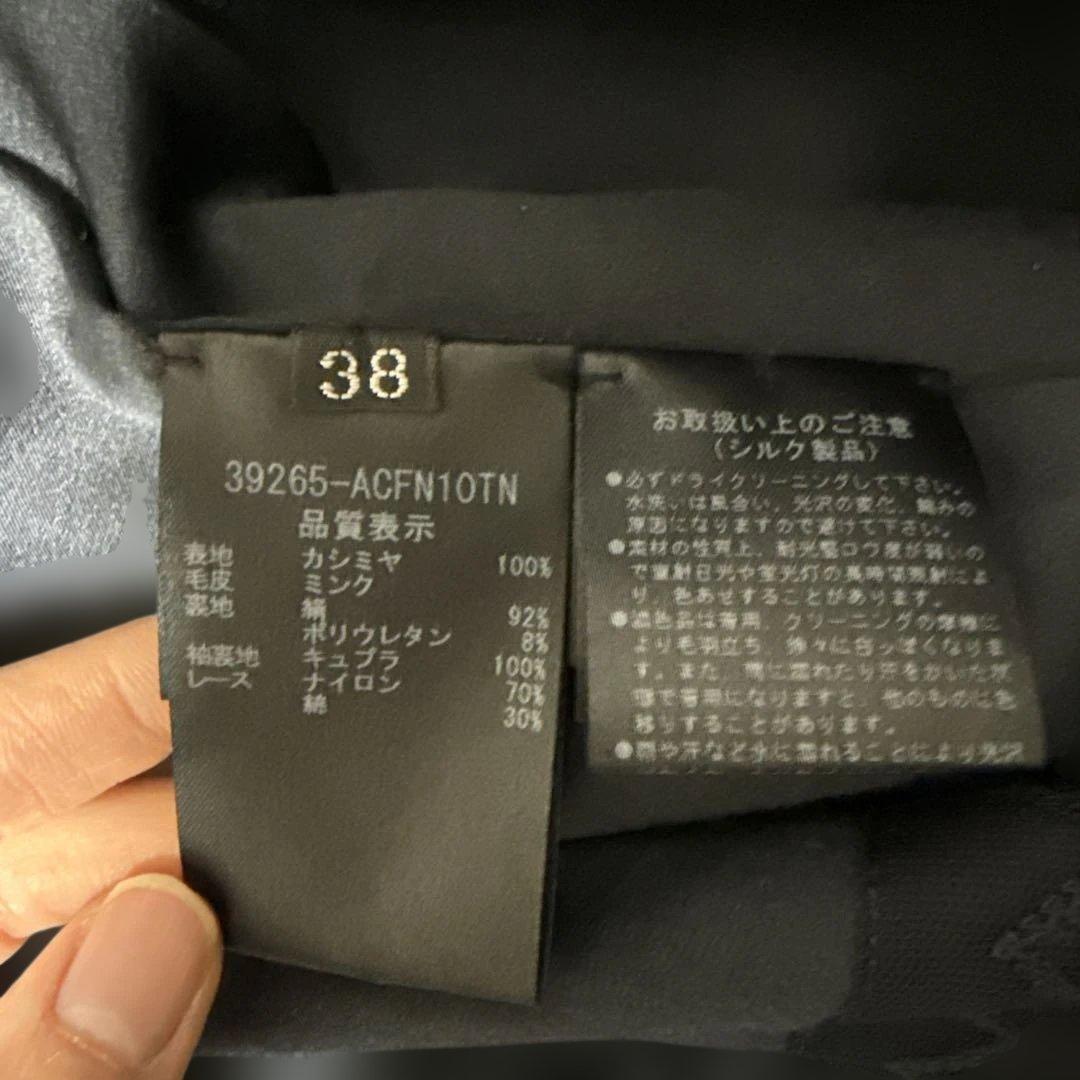 38
39265-ACFN10TN
品質表示
表地 カシミヤ 100%
毛皮 ミンク
裏地 絹 92%
ポリウレタン 8%
袖裏地 キュプラ 100%
レース ナイロン 70%
綿 30%
お取扱い上のご注意
(シルク製品)
●必ずドライクリーニングして下さい。
水洗いは風合い、光沢の変化、縮みの
原因になりますので避けて下さい。
●素材の性質上、耐光堅ロウ度が弱いの
で直射日光や蛍光灯の長時間照射によ
り、色あせすることがあります。
●濃色品は着用、クリーニングの摩擦に
より毛羽立ち、徐々に白っぽくなりま
す。また、雨に濡れたり汗をかいた状
態で着用になりますと、他のものに色
移りすることがあります。
●雨や汗など水に濡れることにより光沢